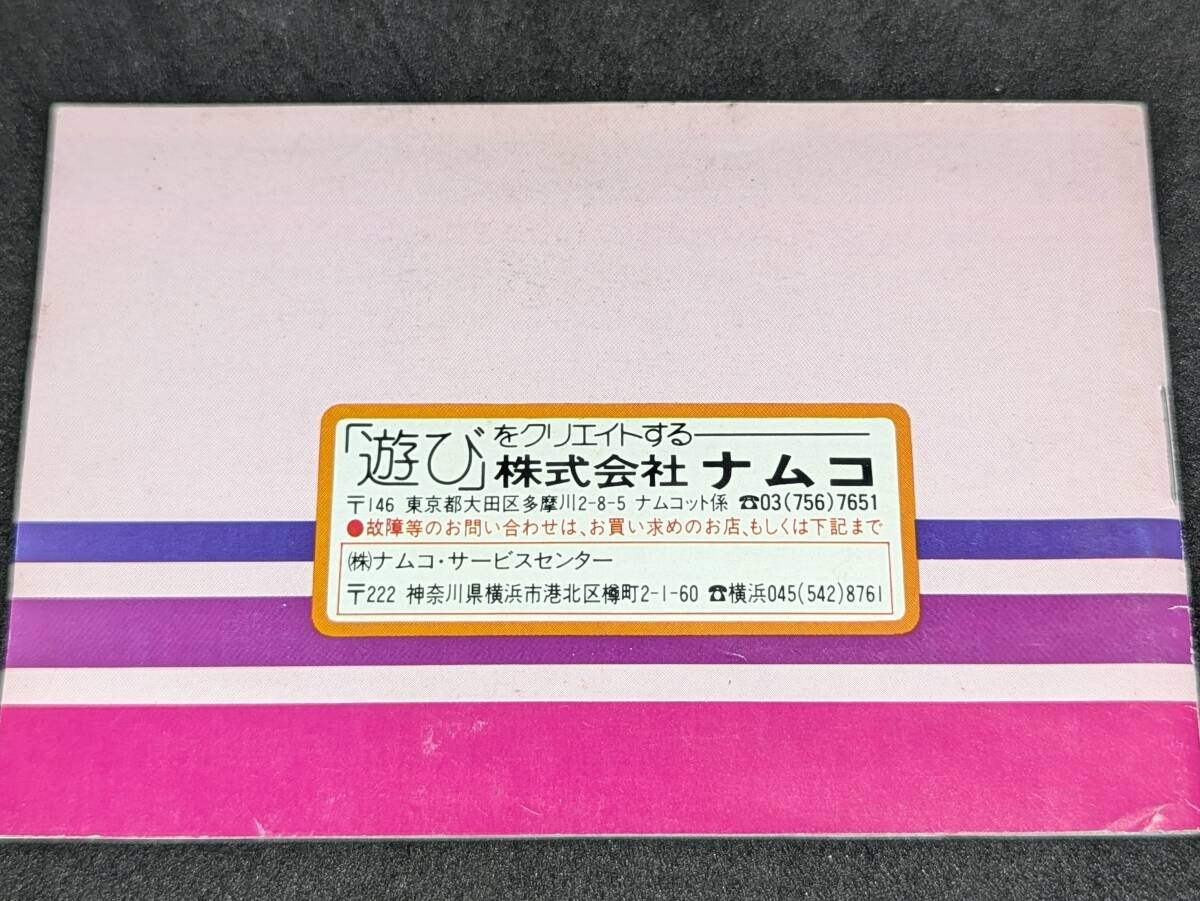 「遊び」をクリエイトする
株式会社 ナムコ
〒146 東京都大田区多摩川2-8-5 ナムコット係 ☎03(756)7651
●故障等のお問い合わせは、お買い求めのお店、もしくは下記まで
㈱ナムコ・サービスセンター
〒222 神奈川県横浜市港北区樽町2-1-60 ☎横浜045(542)8761